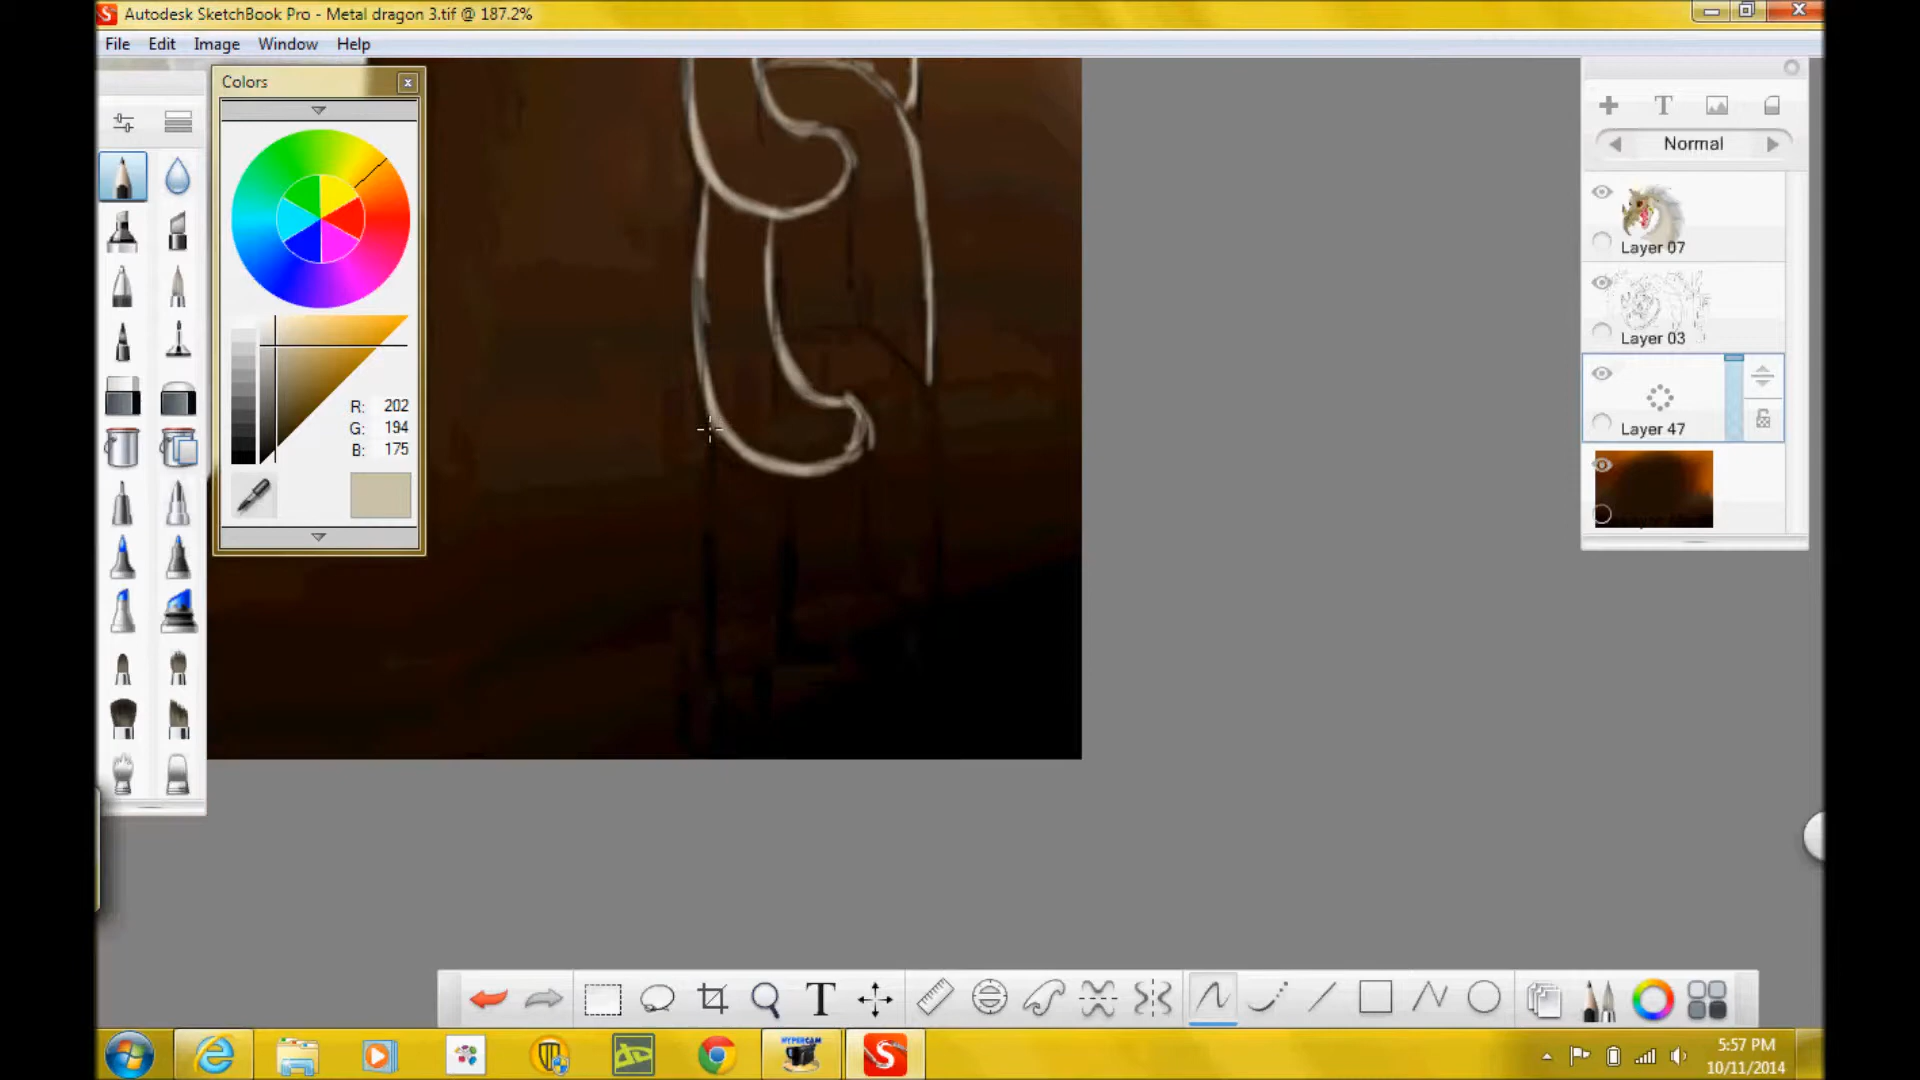 Autodesk SketchBook Pro - Metal dragon 3.tif @ 187.2%
File Edit Image Window Help
Colors
R: 202
G: 194
B: 175
Normal
Layer 07
Layer 03
Layer 47
T
HYPERCAM
5:57 PM
10/11/2014